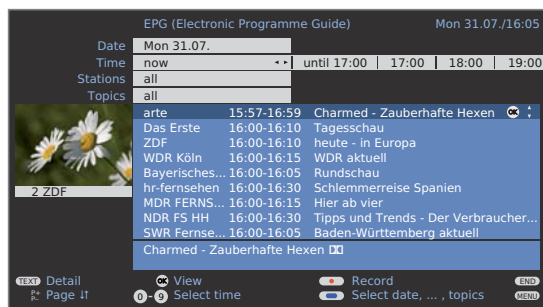 EPG (Electronic Programme Guide) Mon 31.07./16:05
Date Mon 31.07.
Time now until 17:00 17:00 18:00 19:00
Stations all
Topics all
arte 15:57-16:59 Charmed - Zauberhafte Hexen OK
Das Erste 16:00-16:10 Tagesschau
ZDF 16:00-16:10 heute - in Europa
WDR Köln 16:00-16:15 WDR aktuell
Bayerisches... 16:00-16:05 Rundschau
hr-fernsehen 16:00-16:30 Schlemmerreise Spanien
MDR FERNS... 16:00-16:15 Hier ab vier
NDR FS HH 16:00-16:30 Tipps und Trends - Der Verbraucher...
SWR Fernse... 16:00-16:05 Baden-Württemberg aktuell
2 ZDF
Charmed - Zauberhafte Hexen
TEXT Detail OK View Record END
P+ P- Page 0-9 Select time Select date, ... , topics MENU